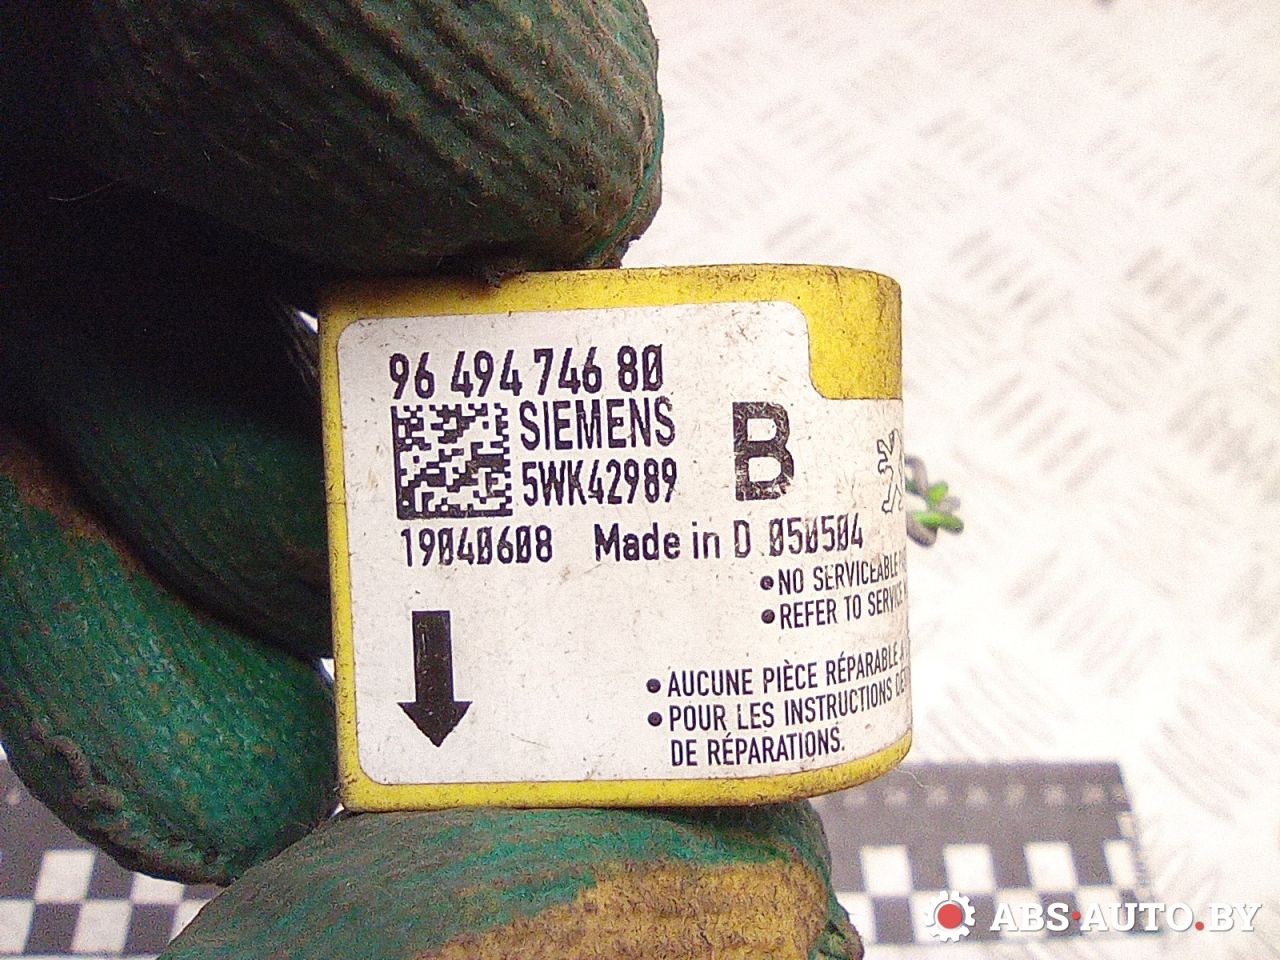 96 494 746 80
SIEMENS
5WK42989
B
19040608 Made in D 050504
•NO SERVICEABLE
•REFER TO SERVICE
•AUCUNE PIÈCE RÉPARABLE
•POUR LES INSTRUCTIONS
DE RÉPARATIONS.
ABS-AUTO.BY